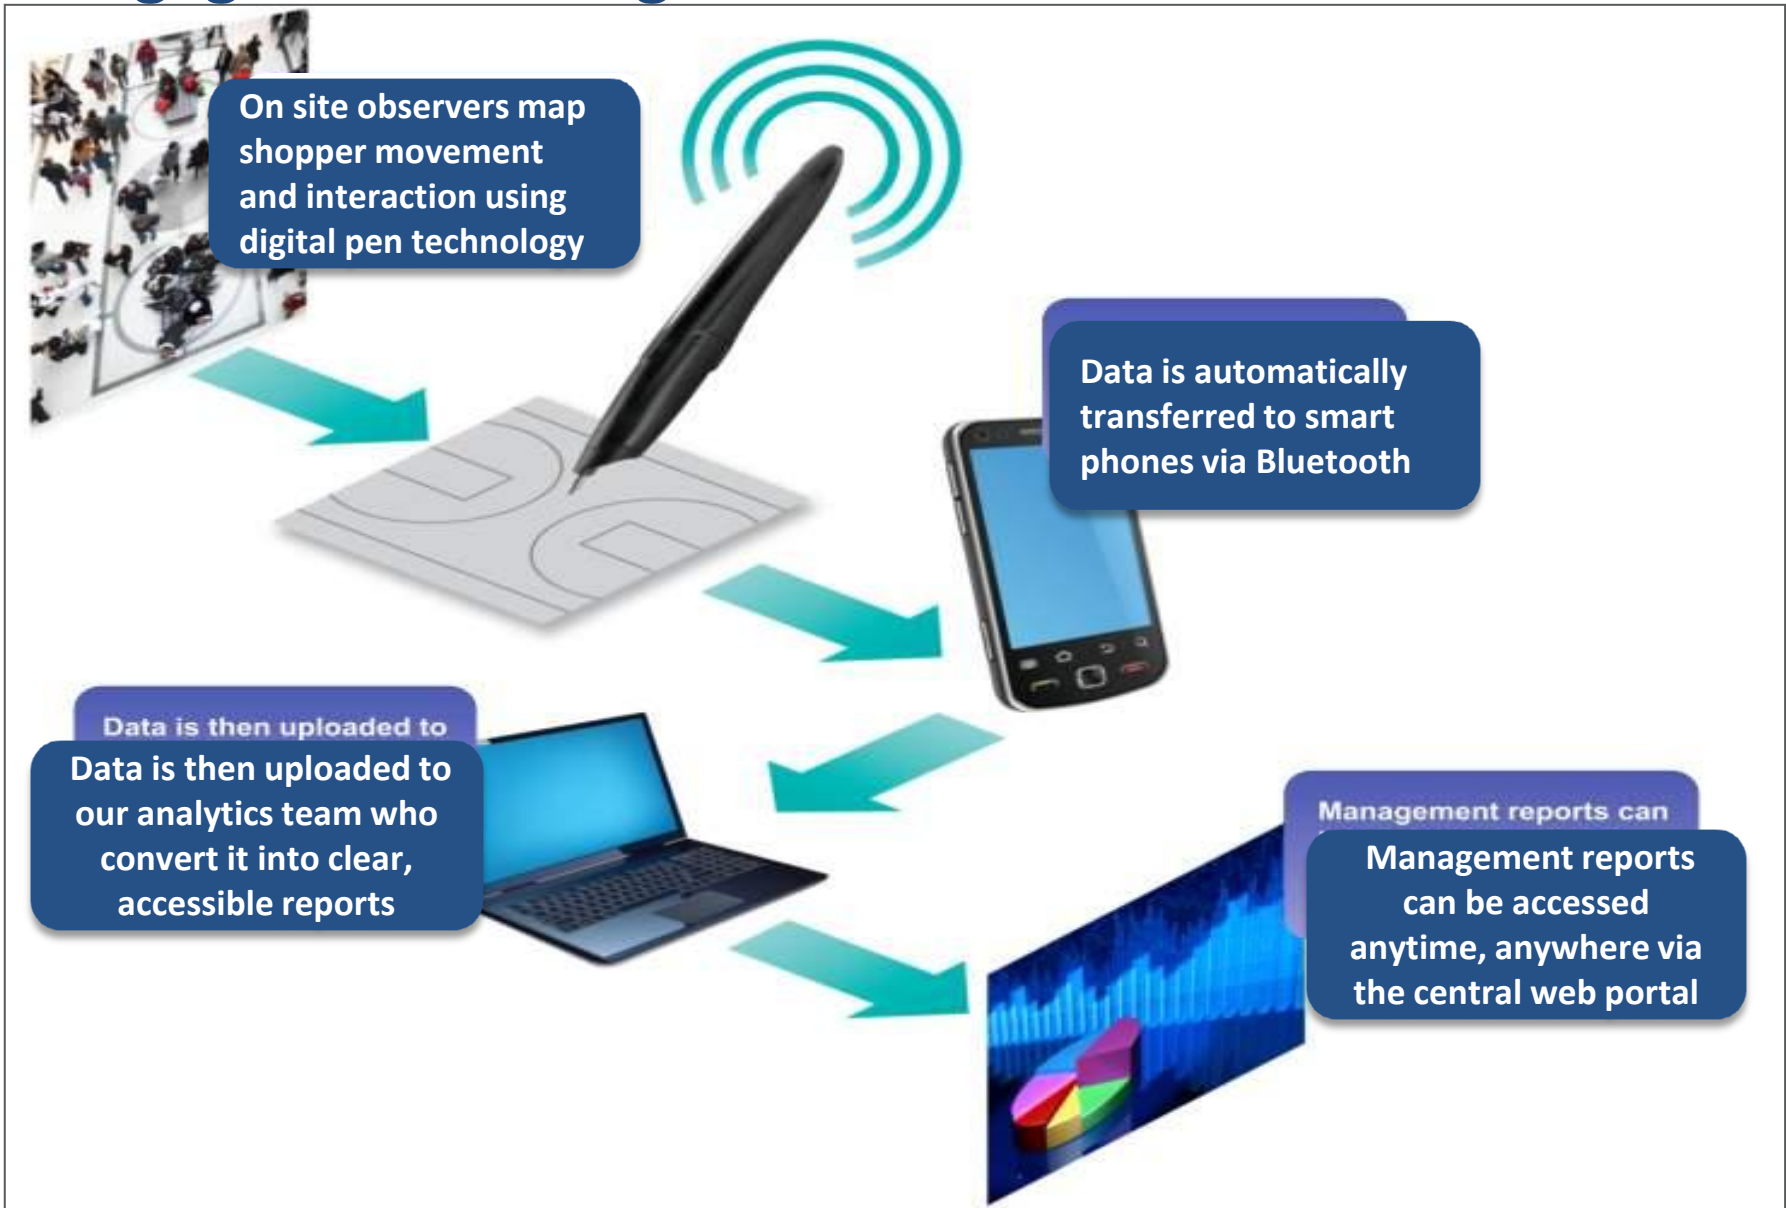 On site observers map
shopper movement
and interaction using
digital pen technology
Data is automatically
transferred to smart
phones via Bluetooth
Data is then uploaded to
Data is then uploaded to
our analytics team who
convert it into clear,
accessible reports
Management reports can
Management reports
can be accessed
anytime, anywhere via
the central web portal